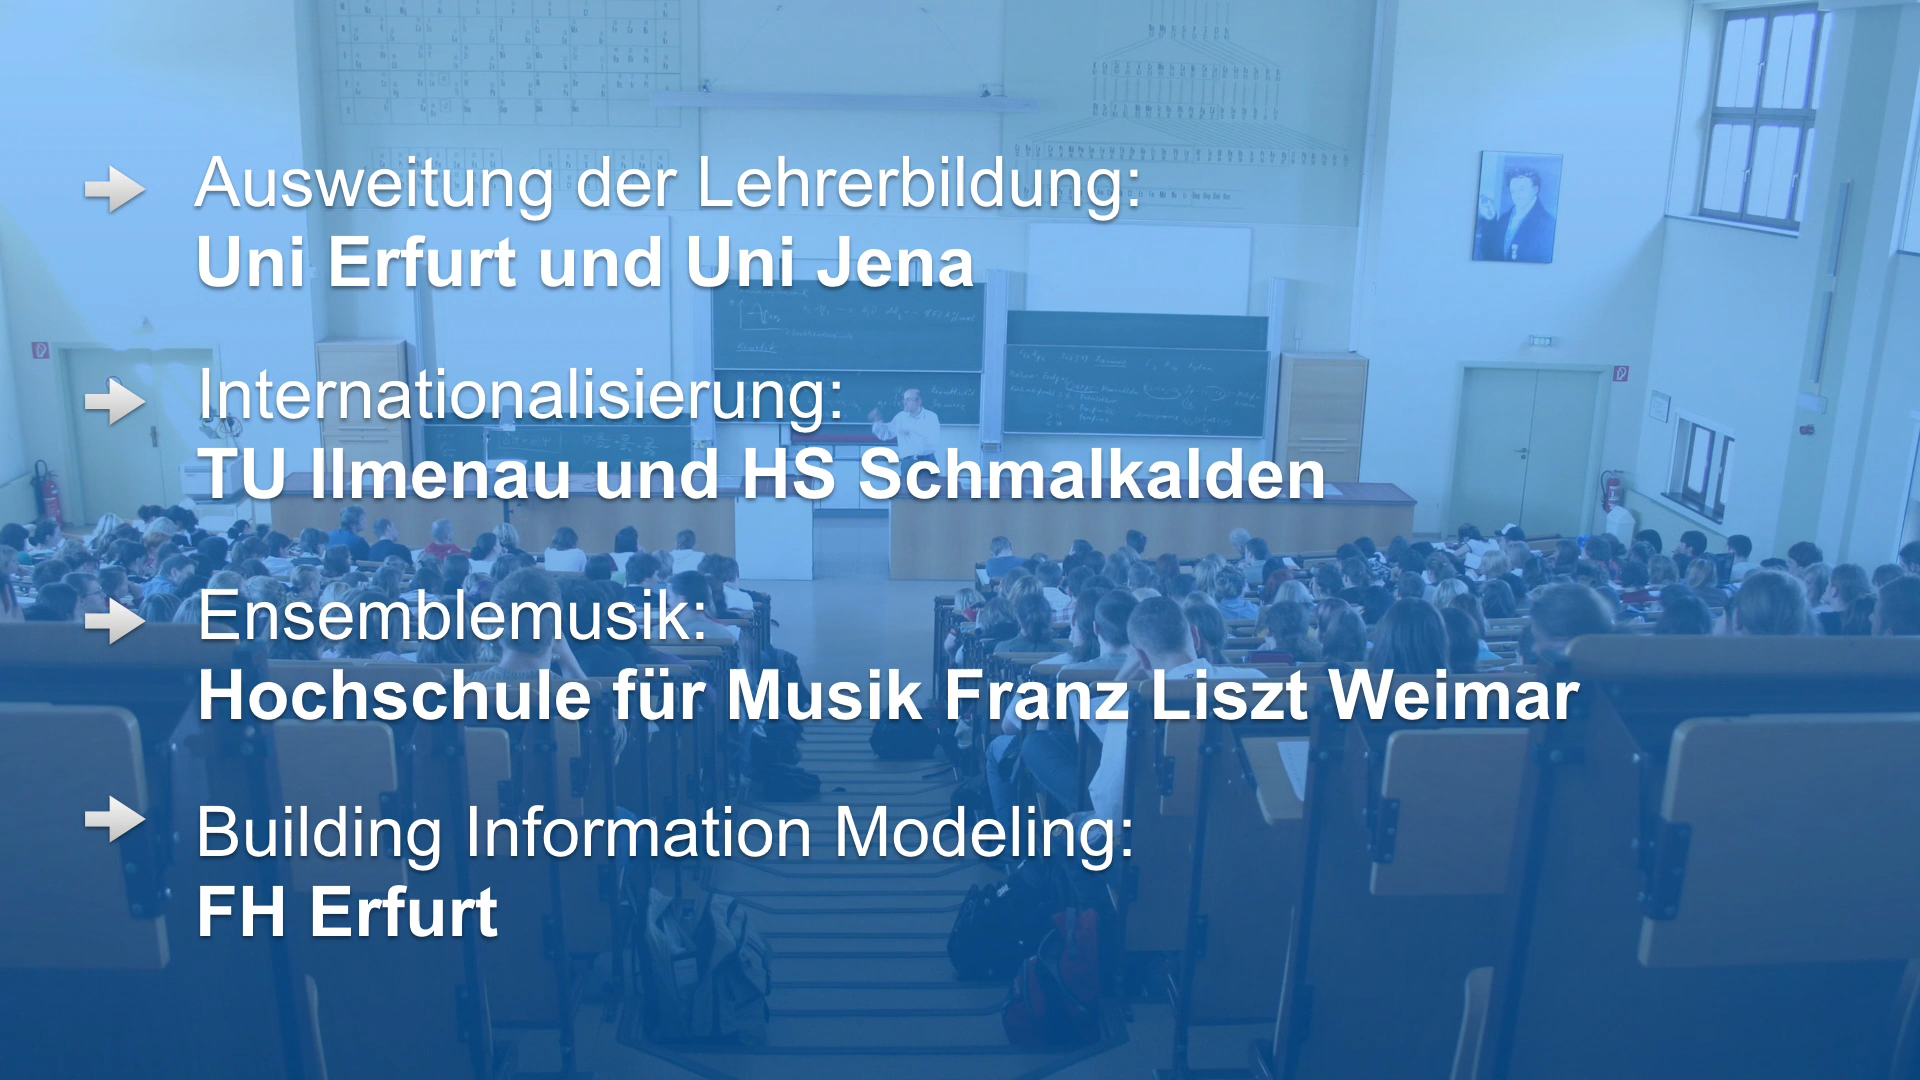 Ausweitung der Lehrerbildung:
Uni Erfurt und Uni Jena
Internationalisierung:
TU Ilmenau und HS Schmalkalden
Ensemblemusik:
Hochschule für Musik Franz Liszt Weimar
Building Information Modeling:
FH Erfurt